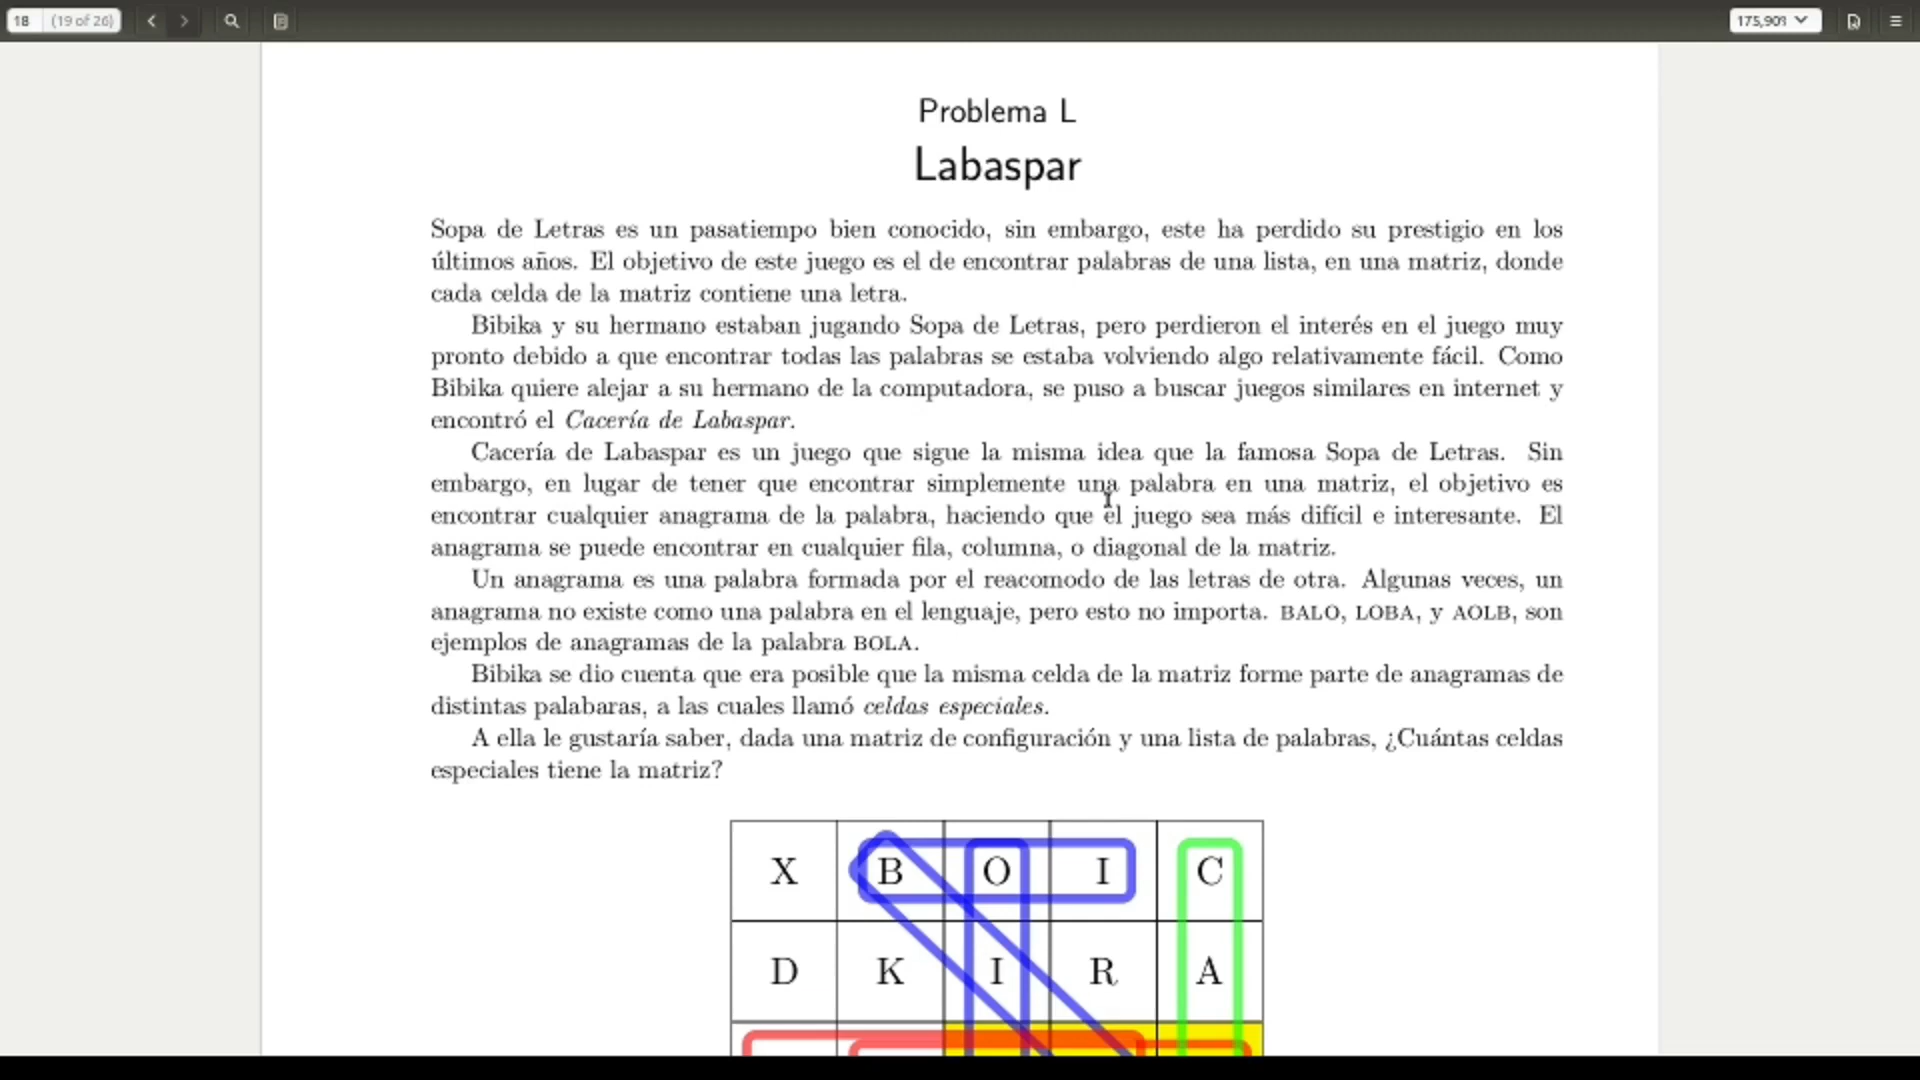 18 (19 of 26)
175,90%
Problema L
Labaspar
Sopa de Letras es un pasatiempo bien conocido, sin embargo, este ha perdido su prestigio en los
últimos años. El objetivo de este juego es el de encontrar palabras de una lista, en una matriz, donde
cada celda de la matriz contiene una letra.
Bibika y su hermano estaban jugando Sopa de Letras, pero perdieron el interés en el juego muy
pronto debido a que encontrar todas las palabras se estaba volviendo algo relativamente fácil. Como
Bibika quiere alejar a su hermano de la computadora, se puso a buscar juegos similares en internet y
encontró el Cacería de Labaspar.
Cacería de Labaspar es un juego que sigue la misma idea que la famosa Sopa de Letras. Sin
embargo, en lugar de tener que encontrar simplemente una palabra en una matriz, el objetivo es
encontrar cualquier anagrama de la palabra, haciendo que el juego sea más difícil e interesante. El
anagrama se puede encontrar en cualquier fila, columna, o diagonal de la matriz.
Un anagrama es una palabra formada por el reacomodo de las letras de otra. Algunas veces, un
anagrama no existe como una palabra en el lenguaje, pero esto no importa. BALO, LOBA, y AOLB, son
ejemplos de anagramas de la palabra BOLA.
Bibika se dio cuenta que era posible que la misma celda de la matriz forme parte de anagramas de
distintas palabaras, a las cuales llamó celdas especiales.
A ella le gustaría saber, dada una matriz de configuración y una lista de palabras, ¿Cuántas celdas
especiales tiene la matriz?
X B O I C
D K I R A